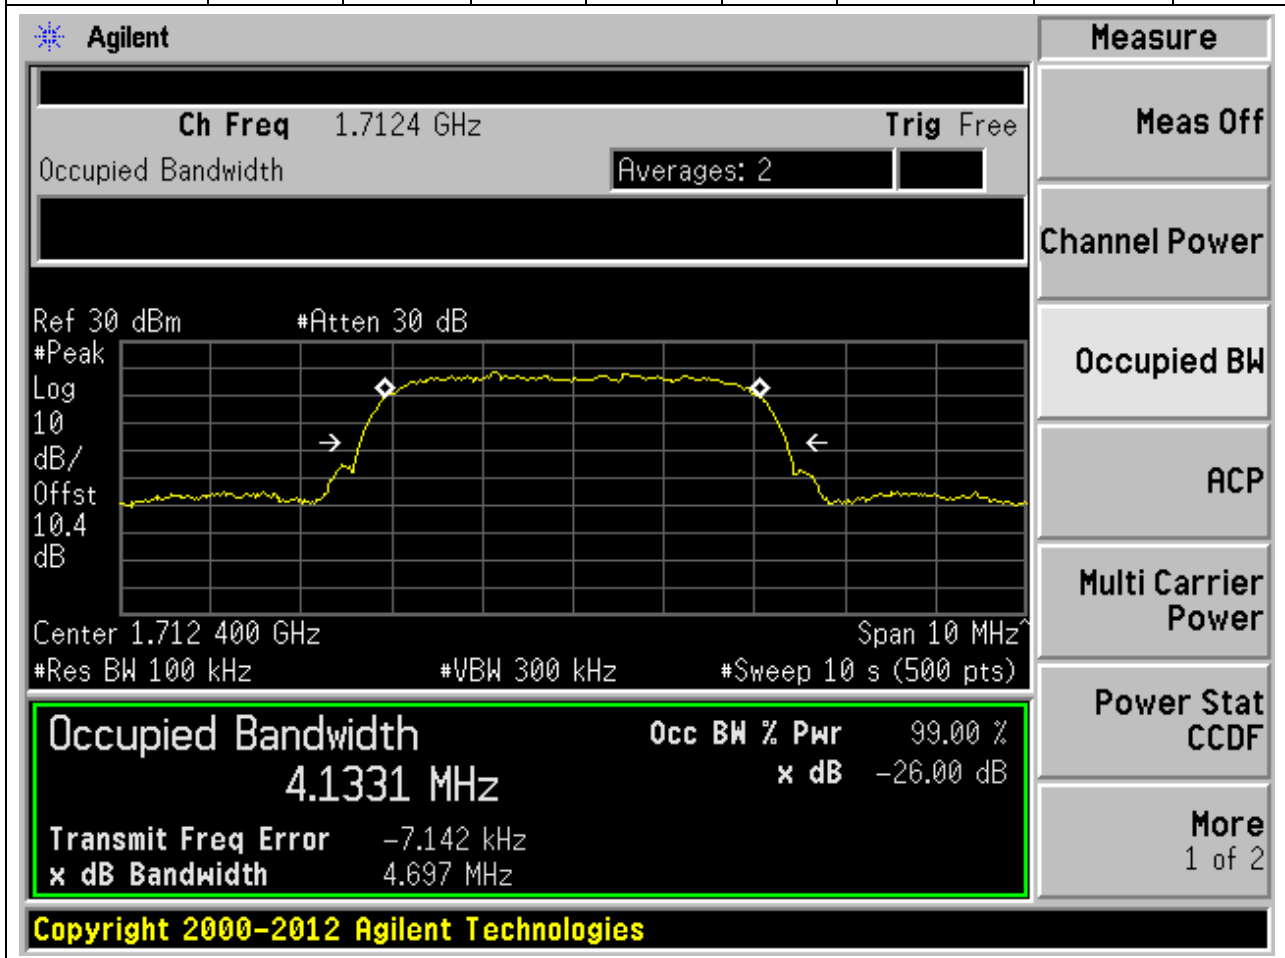 Agilent
Measure
Ch Freq 1.7124 GHz Trig Free
Occupied Bandwidth Averages: 2
Ref 30 dBm #Atten 30 dB
#Peak
Log
10
dB/
Offst
10.4
dB
Center 1.712 400 GHz Span 10 MHz^
#Res BW 100 kHz #VBW 300 kHz #Sweep 10 s (500 pts)
Occupied Bandwidth Occ BW % Pwr 99.00 %
4.1331 MHz x dB -26.00 dB
Transmit Freq Error -7.142 kHz
x dB Bandwidth 4.697 MHz
Copyright 2000-2012 Agilent Technologies
Meas Off
Channel Power
Occupied BW
ACP
Multi Carrier
Power
Power Stat
CCDF
More
1 of 2